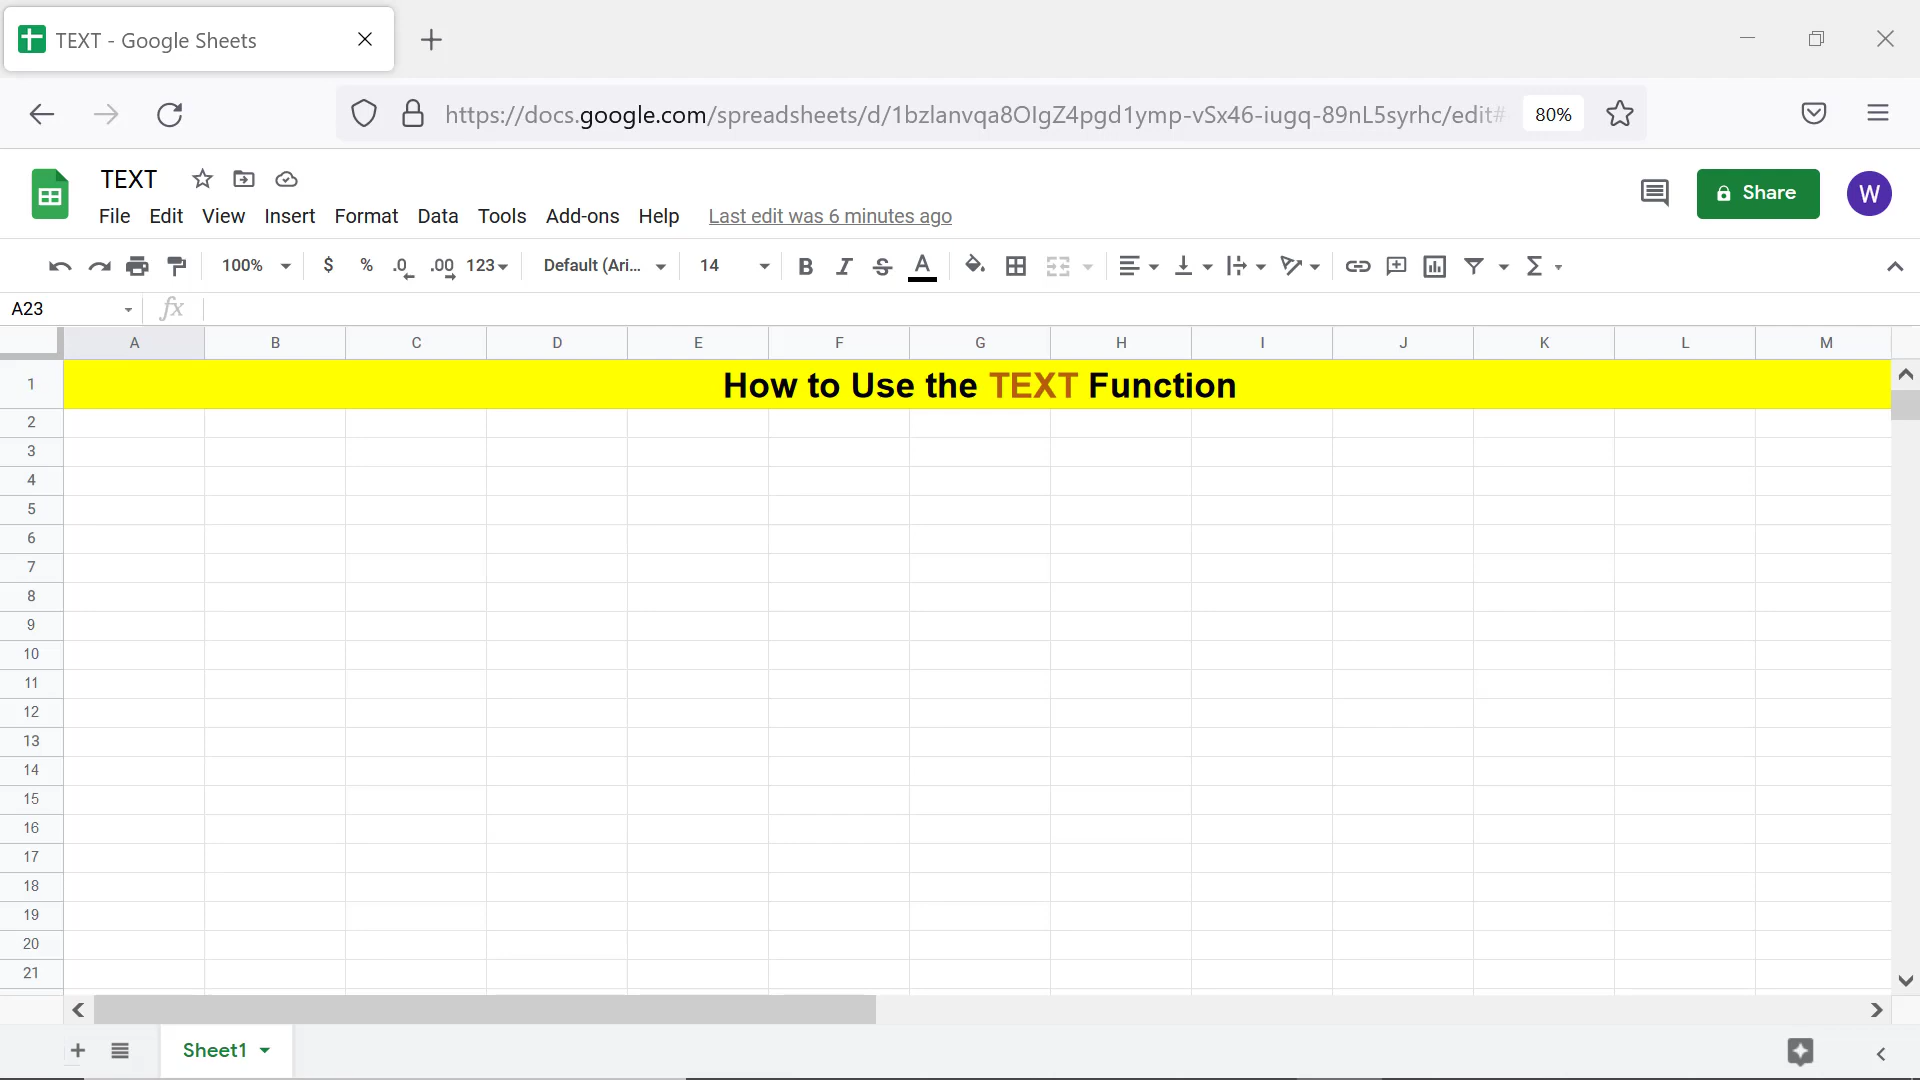 TEXT - Google Sheets
https://docs.google.com/spreadsheets/d/1bzlanvqa8OIgZ4pgd1ymp-vSx46-iugq-89nL5syrhc/edit#
80%
TEXT
File Edit View Insert Format Data Tools Add-ons Help Last edit was 6 minutes ago
Share
W
100% $ % .0 .00 123 Default (Ari... 14 B I S A Σ
A23 fx
A B C D E F G H I J K L M
1 How to Use the TEXT Function
2
3
4
5
6
7
8
9
10
11
12
13
14
15
16
17
18
19
20
21
Sheet1